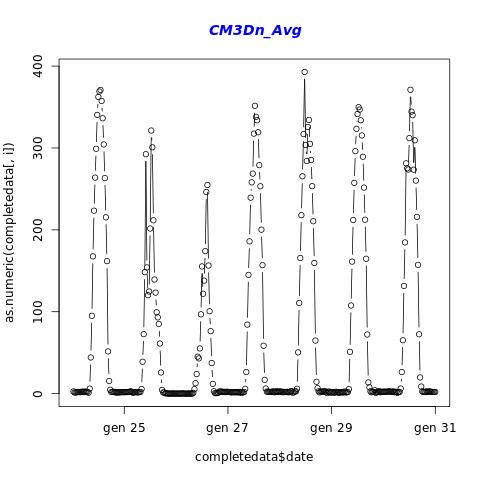 CM3Dn_Avg
as.numeric(completedata[, i])
400
300
200
100
0
gen 25
gen 27
gen 29
gen 31
completedata$date